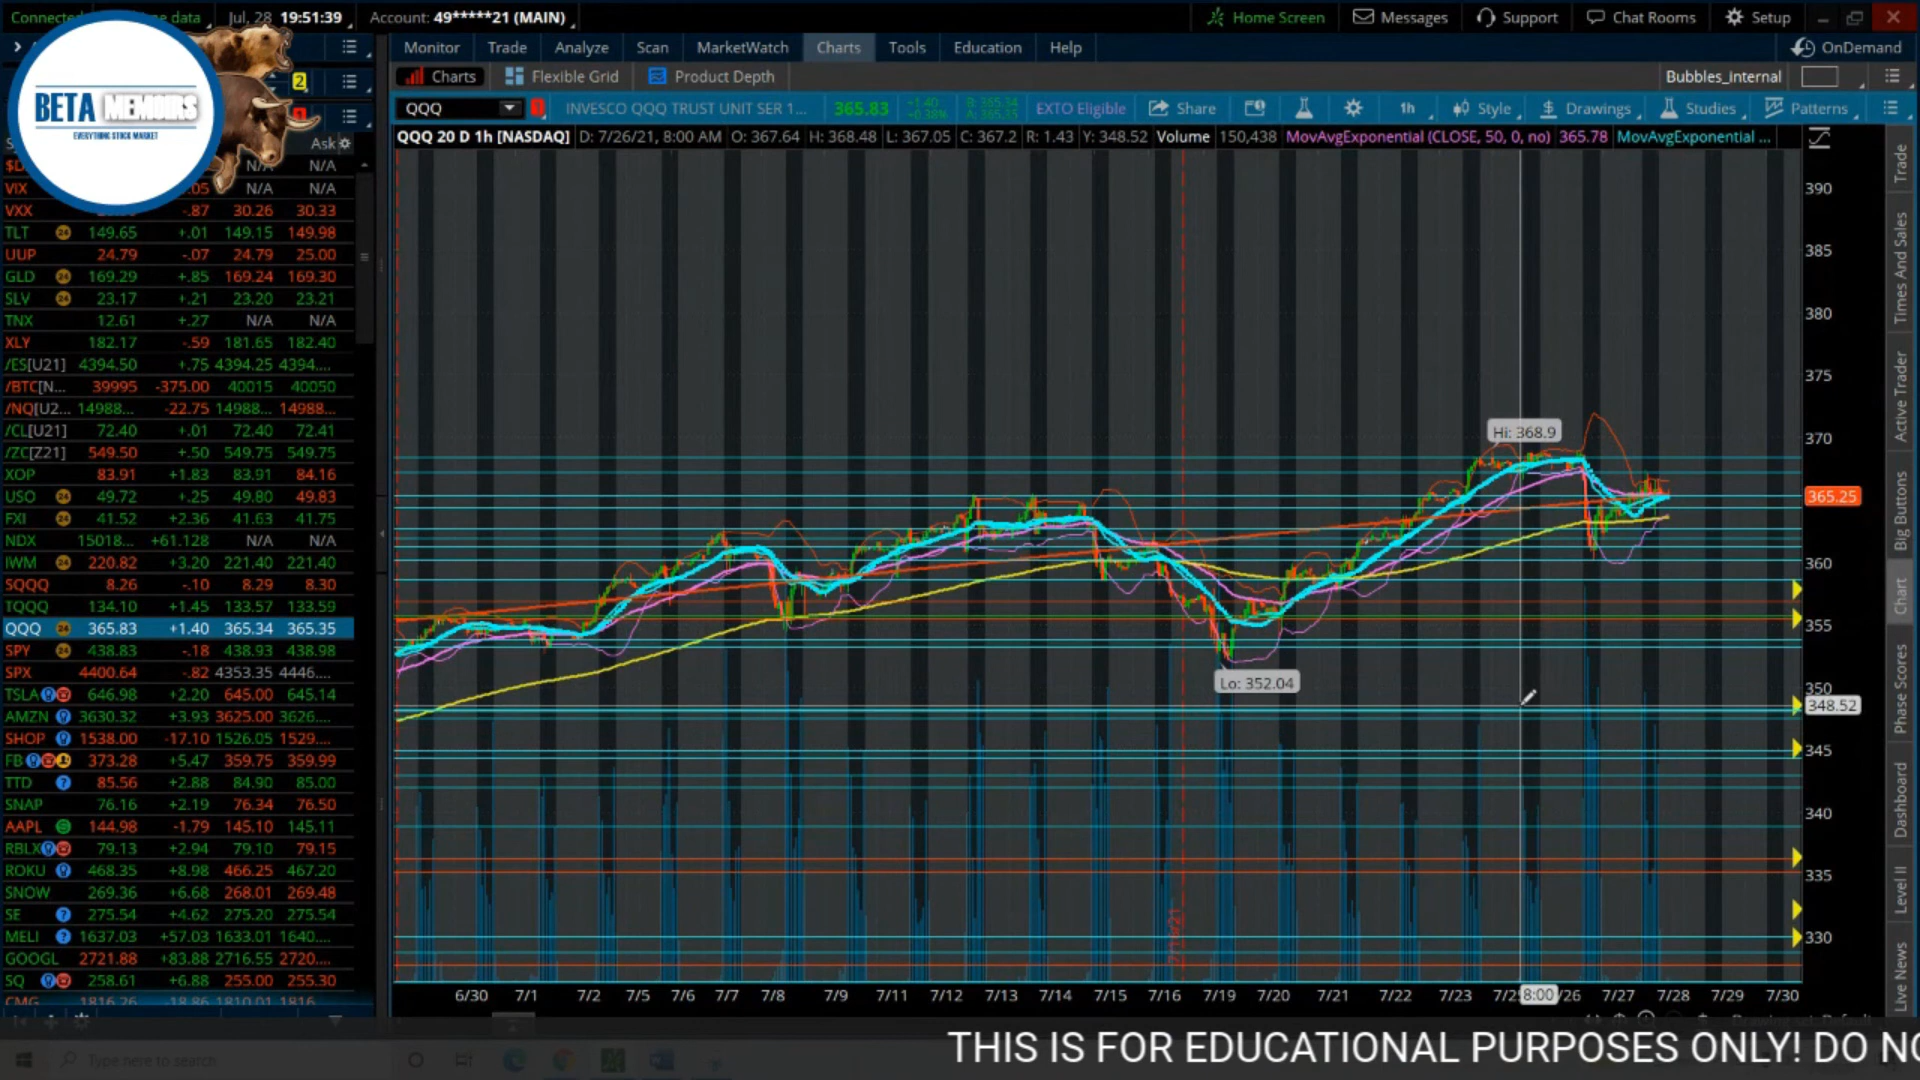 Jul, 28 19:51:39 Account: 49*****21 (MAIN) Home Screen Messages Support Chat Rooms Setup
Monitor Trade Analyze Scan MarketWatch Charts Tools Education Help OnDemand
Charts Flexible Grid Product Depth Bubbles_internal
BETA MEMOIRS
EVERYTHING STOCK MARKET
QQQ INVESCO QQQ TRUST UNIT SER 1... 365.83 EXTO Eligible Share 1h Style Drawings Studies Patterns
QQQ 20 D 1h [NASDAQ] D: 7/26/21, 8:00 AM O: 367.64 H: 368.48 L: 367.05 C: 367.2 R: 1.43 Y: 348.52 Volume 150,438 MovAvgExponential (CLOSE, 50, 0, no) 365.78 MovAvgExponential ...
Ask
N/A N/A
VIX N/A N/A
VXX -.87 30.26 30.33
TLT 149.65 +.01 149.15 149.98
UUP 24.79 -.07 24.79 25.00
GLD 169.29 +.85 169.24 169.30
SLV 23.17 +.21 23.20 23.21
TNX 12.61 +.27 N/A N/A
XLY 182.17 -.59 181.65 182.40
/ES[U21] 4394.50 +.75 4394.25 4394....
/BTC[N... 39995 -375.00 40015 40050
/NQ[U2... 14988... -22.75 14988... 14988...
/CL[U21] 72.40 +.01 72.40 72.41
/ZC[Z21] 549.50 +.50 549.75 549.75
XOP 83.91 +1.83 83.91 84.16
USO 49.72 +.25 49.80 49.83
FXI 41.52 +2.36 41.63 41.75
NDX 15018... +61.128 N/A N/A
IWM 220.82 +3.20 221.40 221.40
SQQQ 8.26 -.10 8.29 8.30
TQQQ 134.10 +1.45 133.57 133.59
QQQ 365.83 +1.40 365.34 365.35
SPY 438.83 -.18 438.93 438.98
SPX 4400.64 -.82 4353.35 4446....
TSLA 646.98 +2.20 645.00 645.14
AMZN 3630.32 +3.93 3625.00 3626....
SHOP 1538.00 -17.10 1526.05 1529....
FB 373.28 +5.47 359.75 359.99
TTD 85.56 +2.88 84.90 85.00
SNAP 76.16 +2.19 76.34 76.50
AAPL 144.98 -1.79 145.10 145.11
RBLX 79.13 +2.94 79.10 79.15
ROKU 468.35 +8.98 466.25 467.20
SNOW 269.36 +6.68 268.01 269.48
SE 275.54 +4.62 275.20 275.54
MELI 1637.03 +57.03 1633.01 1640....
GOOGL 2721.88 +83.88 2716.55 2720....
SQ 258.61 +6.88 255.00 255.30
CMG 1816.26 -18.86 1810.01 1816
Hi: 368.9
Lo: 352.04
390
385
380
375
370
365.25
360
355
350
348.52
345
340
335
330
6/30 7/1 7/2 7/5 7/6 7/7 7/8 7/9 7/11 7/12 7/13 7/14 7/15 7/16 7/19 7/20 7/21 7/22 7/23 7/25 8:00 /26 7/27 7/28 7/29 7/30
Trade
Times And Sales
Active Trader
Big Buttons
Chart
Phase Scores
Dashboard
Level II
Live News
Type here to search
THIS IS FOR EDUCATIONAL PURPOSES ONLY! DO NO